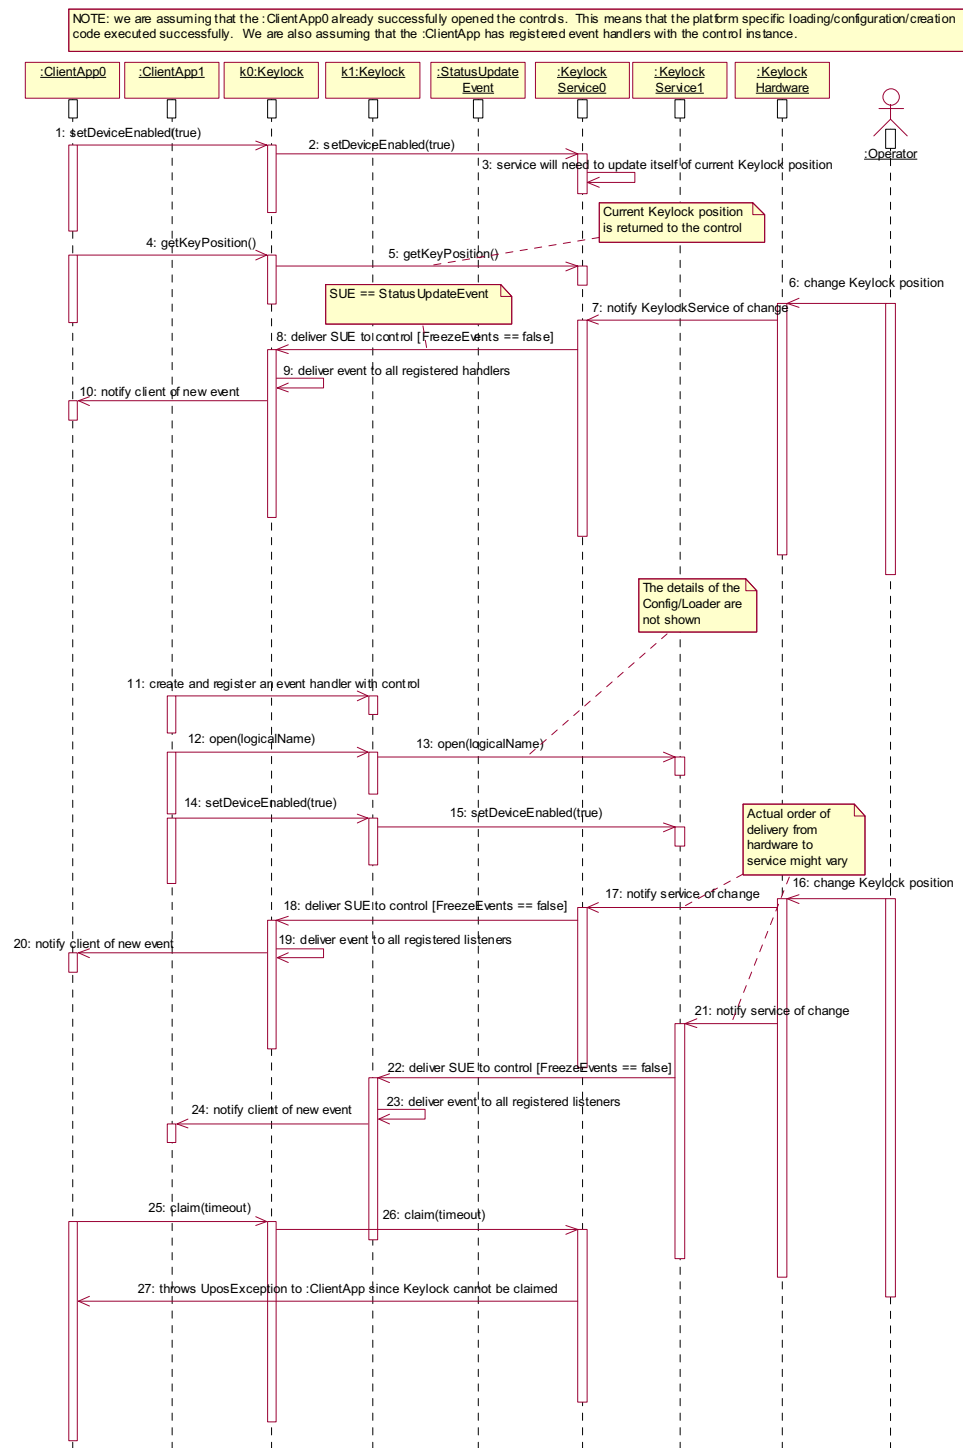 NOTE: we are assuming that the :ClientApp0 already successfully opened the controls. This means that the platform specific loading/configuration/creation
code executed successfully. We are also assuming that the :ClientApp has registered event handlers with the control instance.
:ClientApp0
:ClientApp1
k0:Keylock
k1:Keylock
:StatusUpdate
Event
:Keylock
Service0
:Keylock
Service1
:Keylock
Hardware
:Operator
1: setDeviceEnabled(true)
2: setDeviceEnabled(true)
3: service will need to update itself of current Keylock position
Current Keylock position
is returned to the control
4: getKeyPosition()
5: getKeyPosition()
6: change Keylock position
SUE == StatusUpdateEvent
7: notify KeylockService of change
8: deliver SUE to control [FreezeEvents == false]
9: deliver event to all registered handlers
10: notify client of new event
The details of the
Config/Loader are
not shown
11: create and register an event handler with control
12: open(logicalName)
13: open(logicalName)
14: setDeviceEnabled(true)
15: setDeviceEnabled(true)
Actual order of
delivery from
hardware to
service might vary
16: change Keylock position
17: notify service of change
18: deliver SUE to control [FreezeEvents == false]
19: deliver event to all registered listeners
20: notify client of new event
21: notify service of change
22: deliver SUE to control [FreezeEvents == false]
23: deliver event to all registered listeners
24: notify client of new event
25: claim(timeout)
26: claim(timeout)
27: throws UposException to :ClientApp since Keylock cannot be claimed